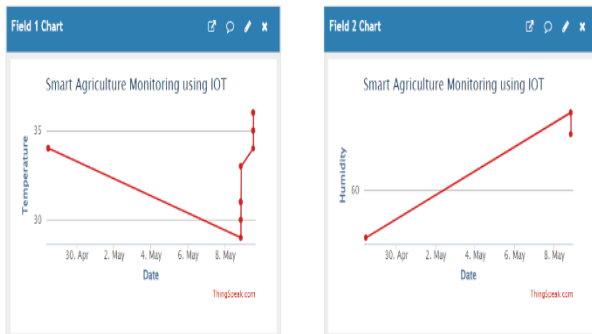 Field 1 Chart
Smart Agriculture Monitoring using IOT
Temperature
35
30
30. Apr 2. May 4. May 6. May 8. May
Date
ThingSpeak.com
Field 2 Chart
Smart Agriculture Monitoring using IOT
Humidity
60
30. Apr 2. May 4. May 6. May 8. May
Date
ThingSpeak.com